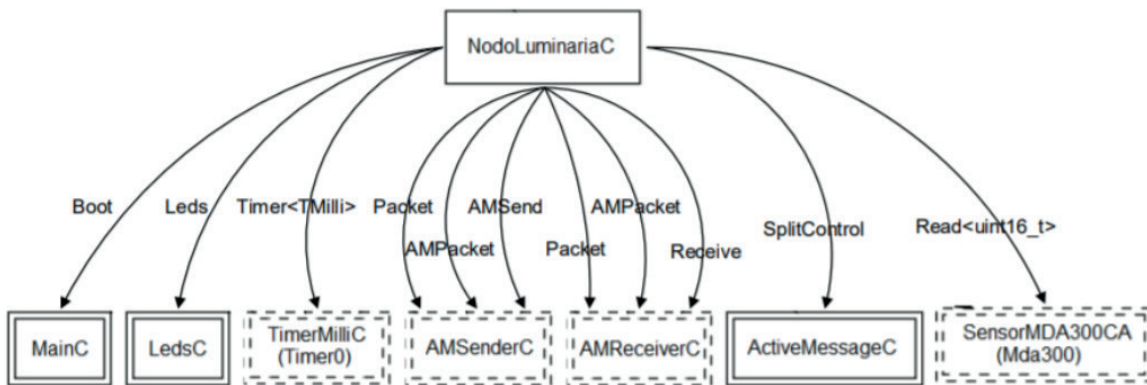 NodoLuminariaC
Boot
Leds
Timer<TMilli>
Packet
AMSend
AMPacket
AMPacket
Packet
Receive
SplitControl
Read<uint16_t>
MainC
LedsC
TimerMilliC
(Timer0)
AMSenderC
AMReceiverC
ActiveMessageC
SensorMDA300CA
(Mda300)